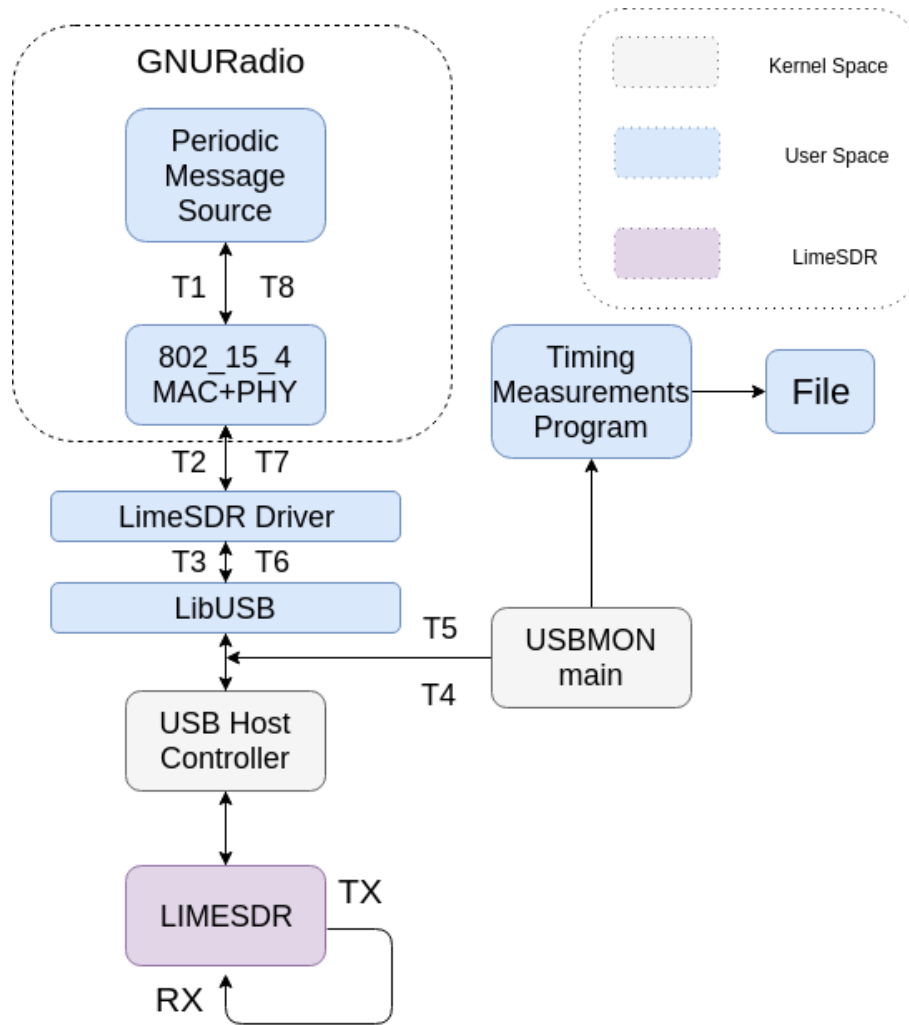 GNURadio
Periodic
Message
Source
T1 T8
802_15_4
MAC+PHY
T2 T7
LimeSDR Driver
T3 T6
LibUSB
USB Host
Controller
LIMESDR
TX
RX
Kernel Space
User Space
LimeSDR
Timing
Measurements
Program
File
T5
T4
USBMON
main